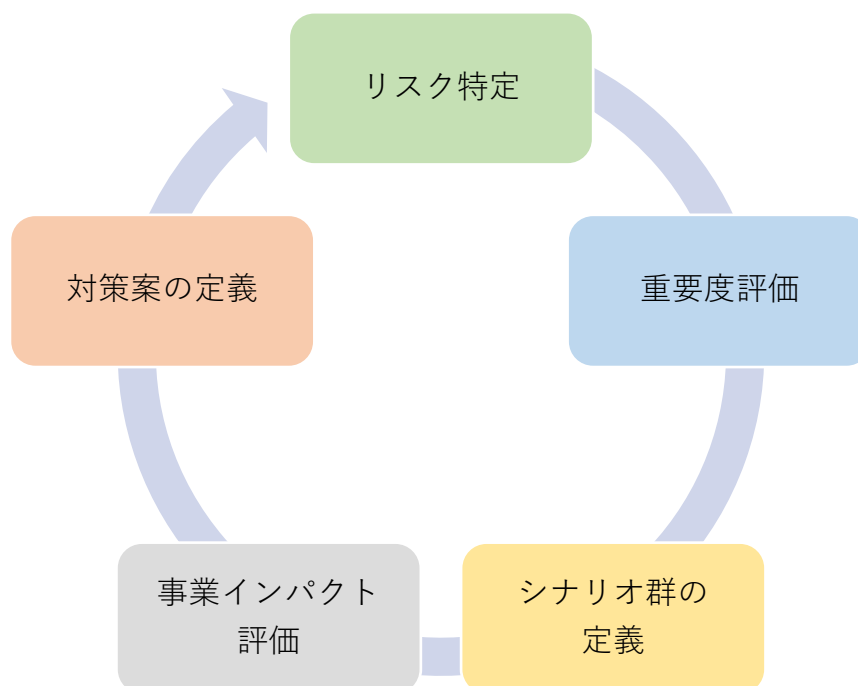 リスク特定
重要度評価
シナリオ群の
定義
事業インパクト
評価
対策案の定義